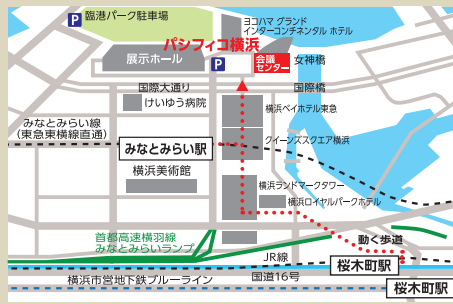 P 臨港パーク駐車場
ヨコハマ グランド
インターコンチネンタル ホテル
パシフィコ横浜
展示ホール
P
会議
センター
女神橋
国際大通り
国際橋
けいゆう病院
横浜ベイホテル東急
みなとみらい線
(東急東横線直通)
みなとみらい駅
クイーンズスクエア横浜
横浜美術館
横浜ランドマークタワー
横浜ロイヤルパークホテル
首都高速横羽線
みなとみらいランプ
動く歩道
JR線
桜木町駅
横浜市営地下鉄ブルーライン
国道16号
桜木町駅